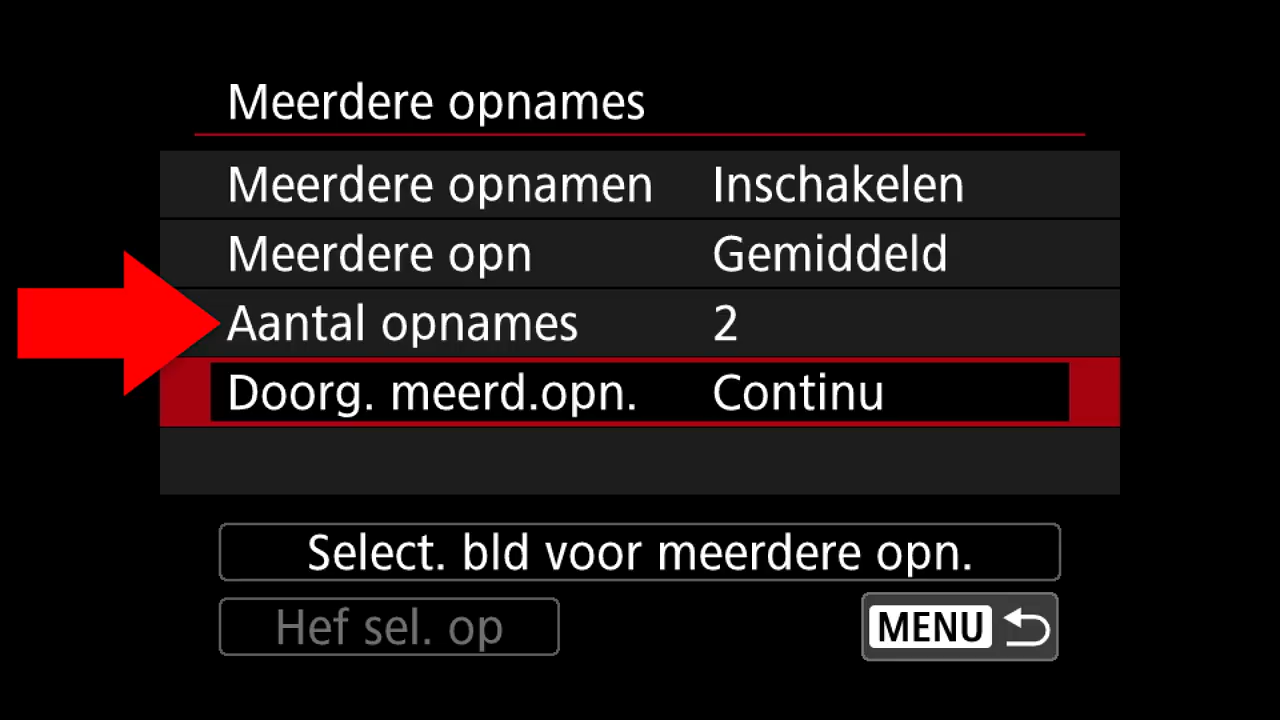 Meerdere opnames
Meerdere opnamen Inschakelen
Meerdere opn Gemiddeld
Aantal opnames 2
Doorg. meerd.opn. Continu
Select. bld voor meerdere opn.
Hef sel. op MENU